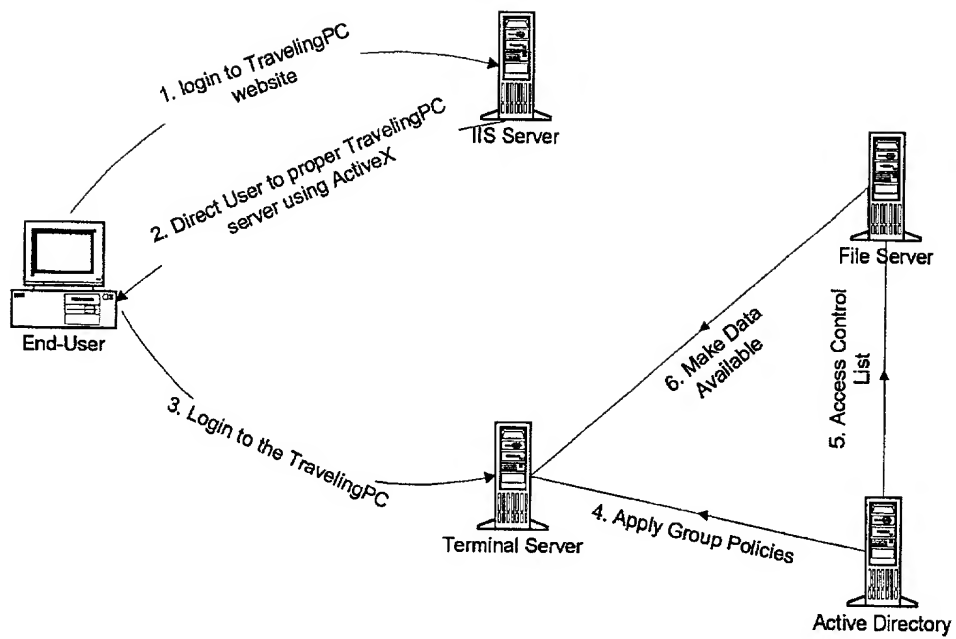 1. login to TravelingPC
website
IIS Server
2. Direct User to proper TravelingPC
server using ActiveX
End-User
File Server
3. Login to the TravelingPC
6. Make Data
Available
5. Access Control
List
Terminal Server
4. Apply Group Policies
Active Directory